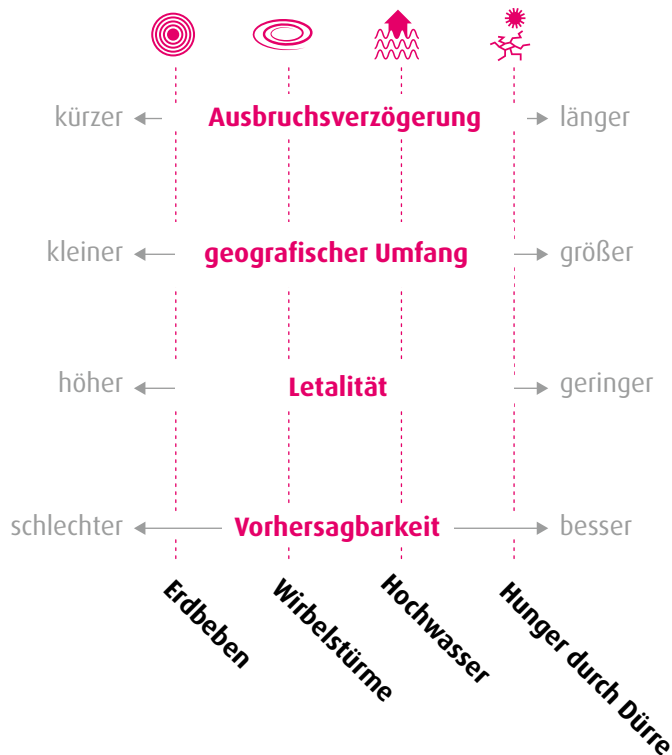 kürzer Ausbruchsverzögerung länger
kleiner geografischer Umfang größer
höher Letalität geringer
schlechter Vorhersagbarkeit besser
Erdbeben
Wirbelstürme
Hochwasser
Hunger durch Dürre